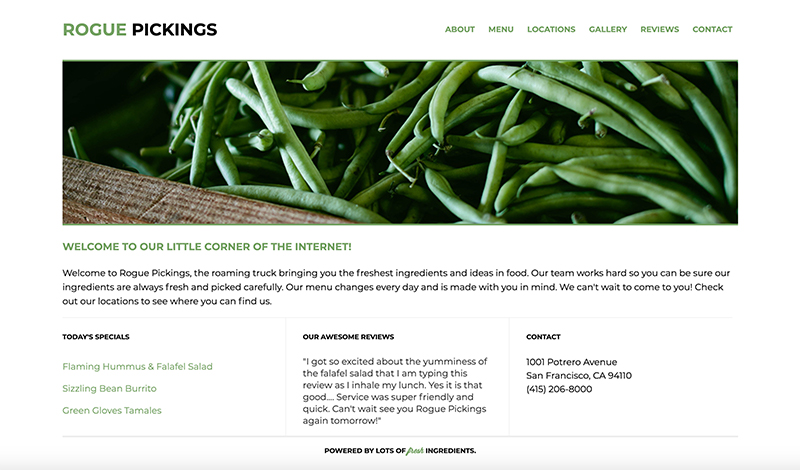 ROGUE PICKINGS
ABOUT MENU LOCATIONS GALLERY REVIEWS CONTACT
WELCOME TO OUR LITTLE CORNER OF THE INTERNET!
Welcome to Rogue Pickings, the roaming truck bringing you the freshest ingredients and ideas in food. Our team works hard so you can be sure our
ingredients are always fresh and picked carefully. Our menu changes every day and is made with you in mind. We can't wait to come to you! Check
out our locations to see where you can find us.
TODAY'S SPECIALS
Flaming Hummus & Falafel Salad
Sizzling Bean Burrito
Green Gloves Tamales
OUR AWESOME REVIEWS
"I got so excited about the yumminess of
the falafel salad that I am typing this
review as I inhale my lunch. Yes it is that
good.... Service was super friendly and
quick. Can't wait see you Rogue Pickings
again tomorrow!"
CONTACT
1001 Potrero Avenue
San Francisco, CA 94110
(415) 206-8000
POWERED BY LOTS OF fresh INGREDIENTS.